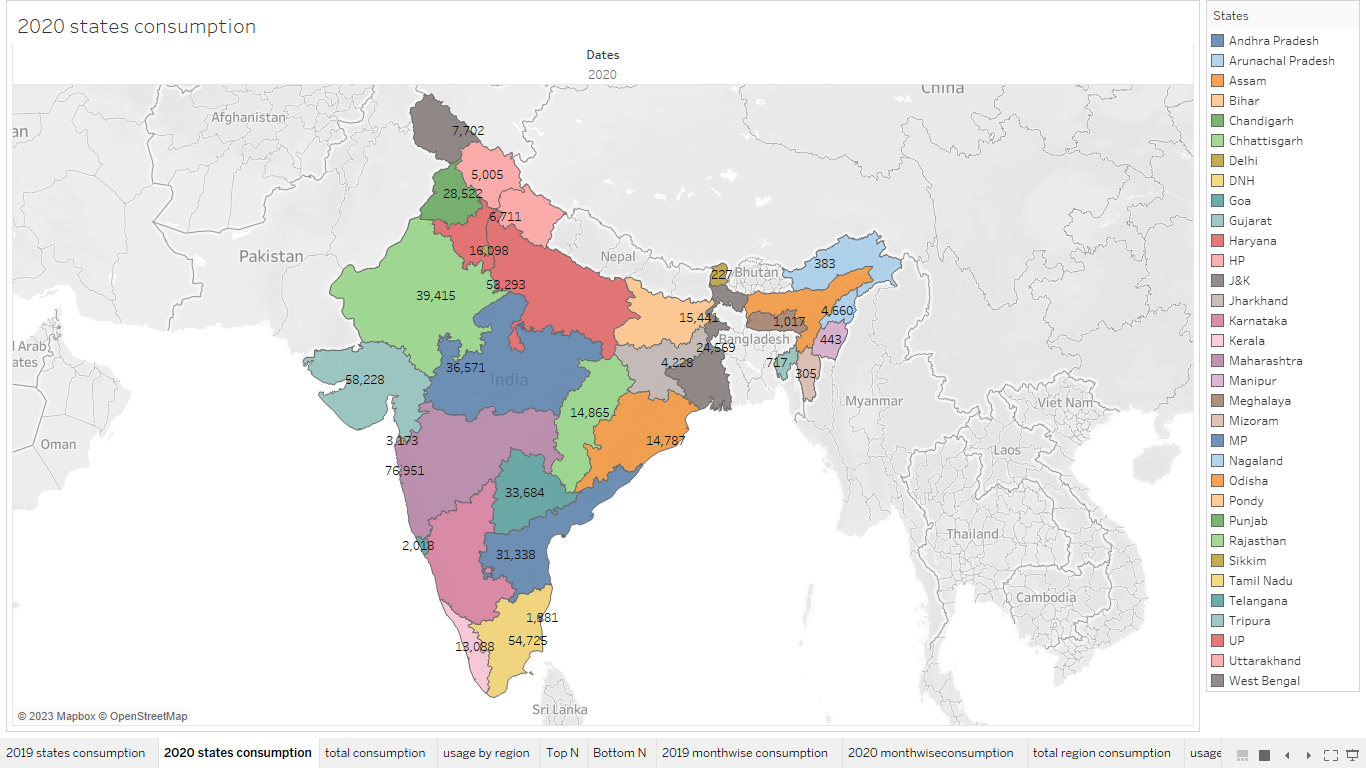 2020 states consumption
Dates
2020
China
Afghanistan
an
7,702
5,005
28,522
6,711
16,098
Pakistan
Nepal
Bhutan
227
383
58,293
39,415
15,441
1,017
4,660
Bangladesh
24,569
443
l Arab
ates
36,571
India
4,228
717
305
58,228
Myanmar
Viet Nam
14,865
14,787
Oman
Laos
3,173
76,951
33,684
2,018
31,338
Thailand
Cambodia
1,881
13,088
54,725
Sri Lanka
© 2023 Mapbox © OpenStreetMap
States
Andhra Pradesh
Arunachal Pradesh
Assam
Bihar
Chandigarh
Chhattisgarh
Delhi
DNH
Goa
Gujarat
Haryana
HP
J&K
Jharkhand
Karnataka
Kerala
Maharashtra
Manipur
Meghalaya
Mizoram
MP
Nagaland
Odisha
Pondy
Punjab
Rajasthan
Sikkim
Tamil Nadu
Telangana
Tripura
UP
Uttarakhand
West Bengal
2019 states consumption 2020 states consumption total consumption usage by region Top N Bottom N 2019 monthwise consumption 2020 monthwiseconsumption total region consumption usage